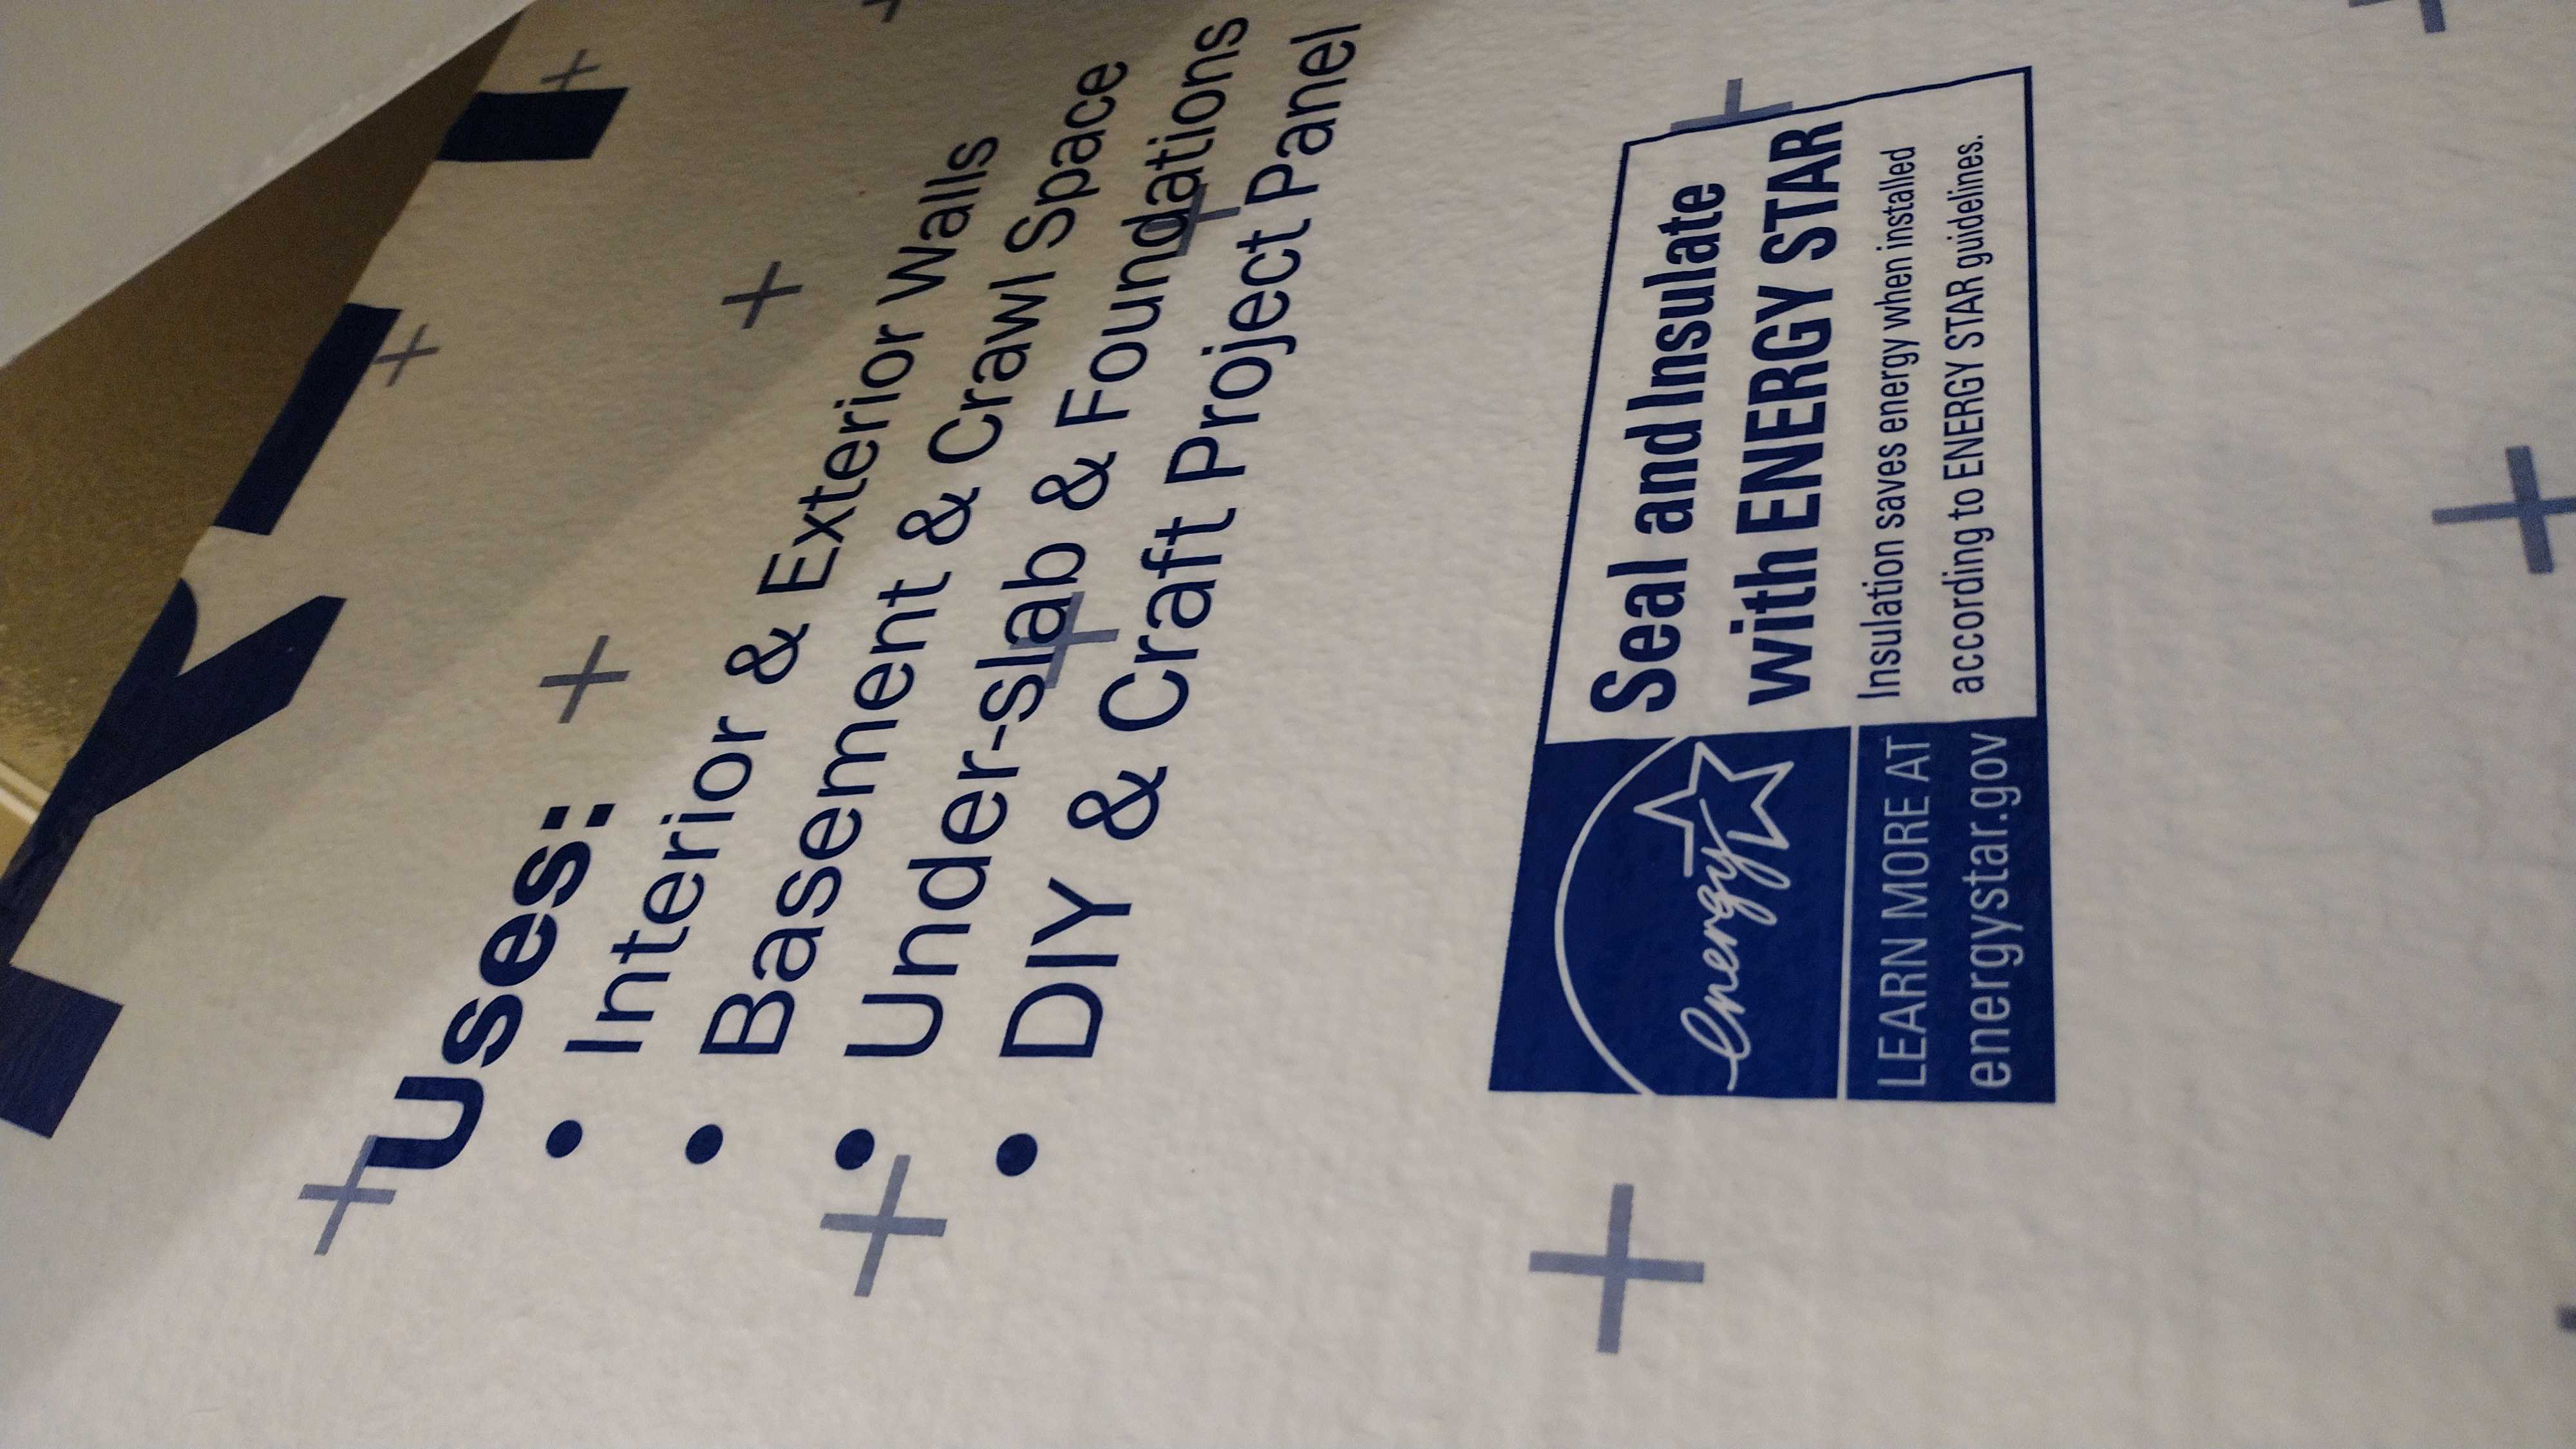 Uses:
• Interior & Exterior Walls
• Basement & Crawl Space
• Under-slab & Foundations
• DIY & Craft Project Panel
energy
LEARN MORE AT
energystar.gov
Seal and Insulate
with ENERGY STAR
Insulation saves energy when installed
according to ENERGY STAR guidelines.